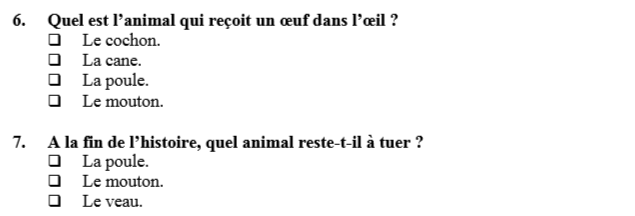 6. Quel est l’animal qui reçoit un œuf dans l’œil ?
❑ Le cochon.
❑ La cane.
❑ La poule.
❑ Le mouton.
7. A la fin de l’histoire, quel animal reste-t-il à tuer ?
❑ La poule.
❑ Le mouton.
❑ Le veau.